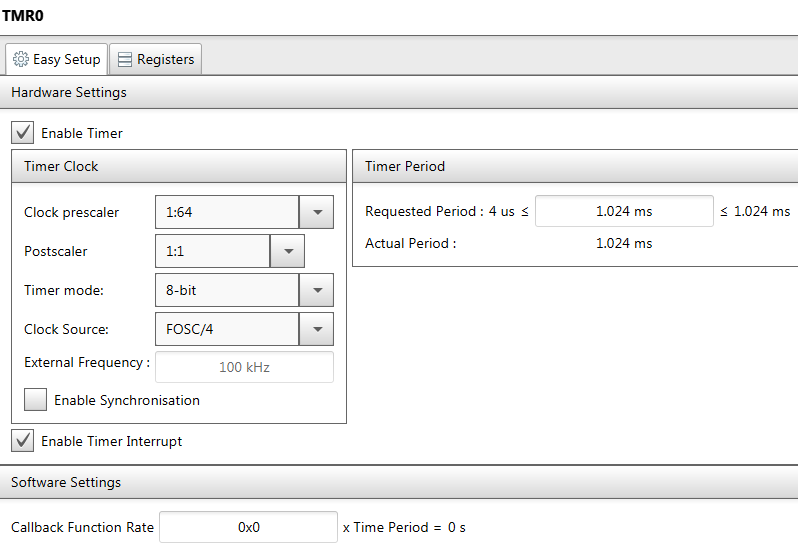 TMR0
Easy Setup Registers
Hardware Settings
Enable Timer
Timer Clock
Clock prescaler 1:64
Postscaler 1:1
Timer mode: 8-bit
Clock Source: FOSC/4
External Frequency : 100 kHz
Enable Synchronisation
Timer Period
Requested Period : 4 us ≤ 1.024 ms ≤ 1.024 ms
Actual Period : 1.024 ms
Enable Timer Interrupt
Software Settings
Callback Function Rate 0x0 x Time Period = 0 s